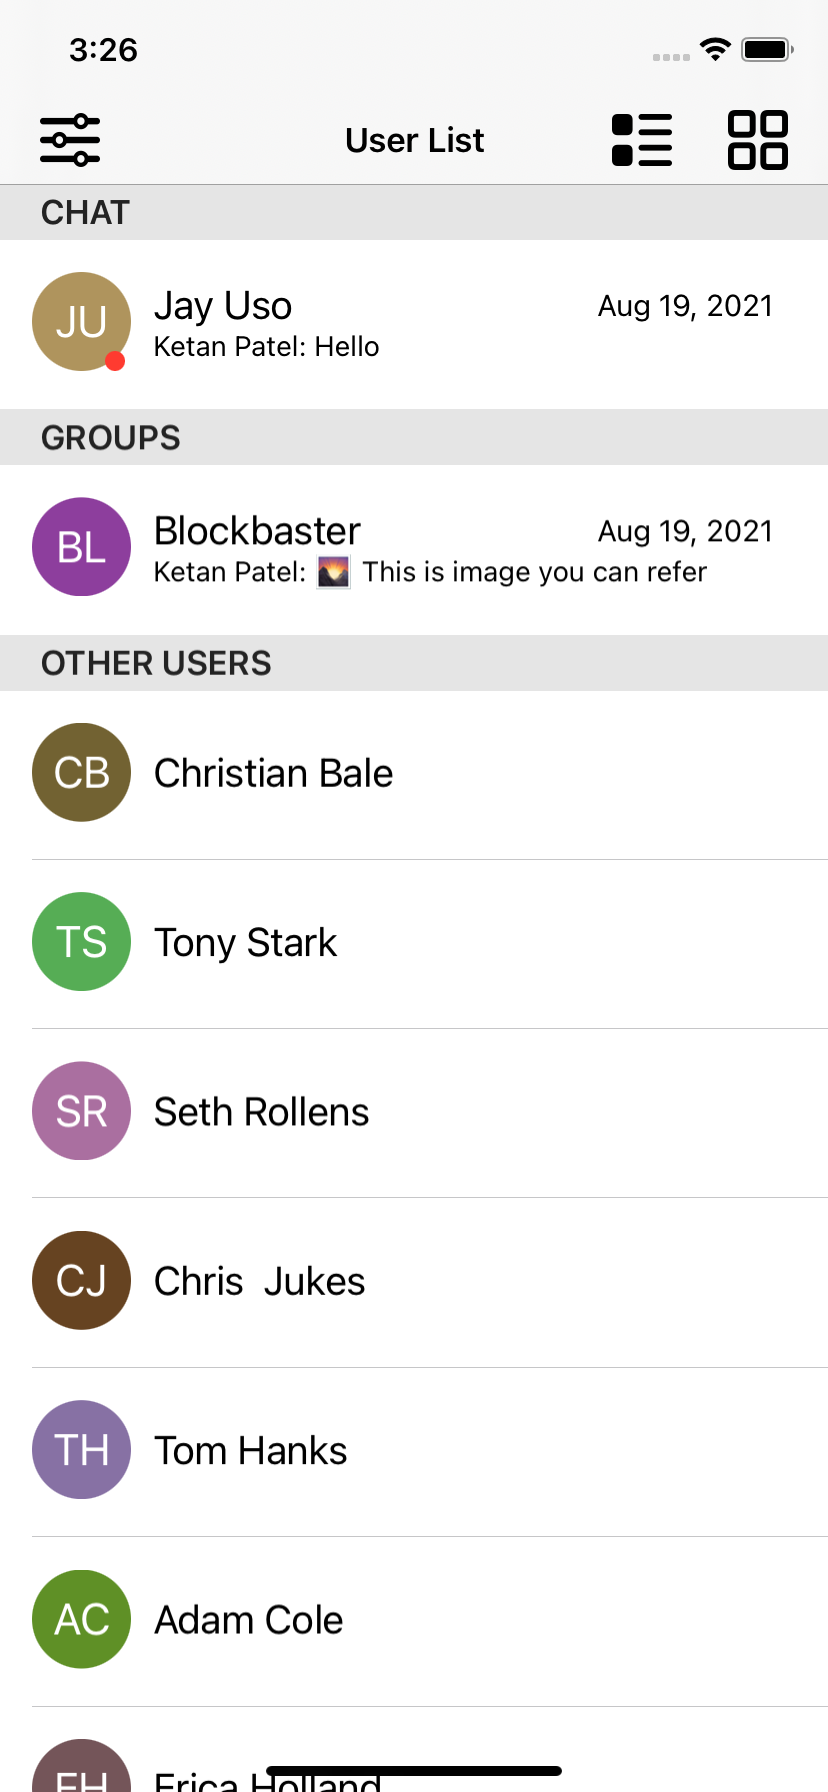 3:26
User List
CHAT
JU
Jay Uso
Aug 19, 2021
Ketan Patel: Hello
GROUPS
BL
Blockbaster
Aug 19, 2021
Ketan Patel: 🌄 This is image you can refer
OTHER USERS
CB
Christian Bale
TS
Tony Stark
SR
Seth Rollens
CJ
Chris  Jukes
TH
Tom Hanks
AC
Adam Cole
EH
Erica Holland